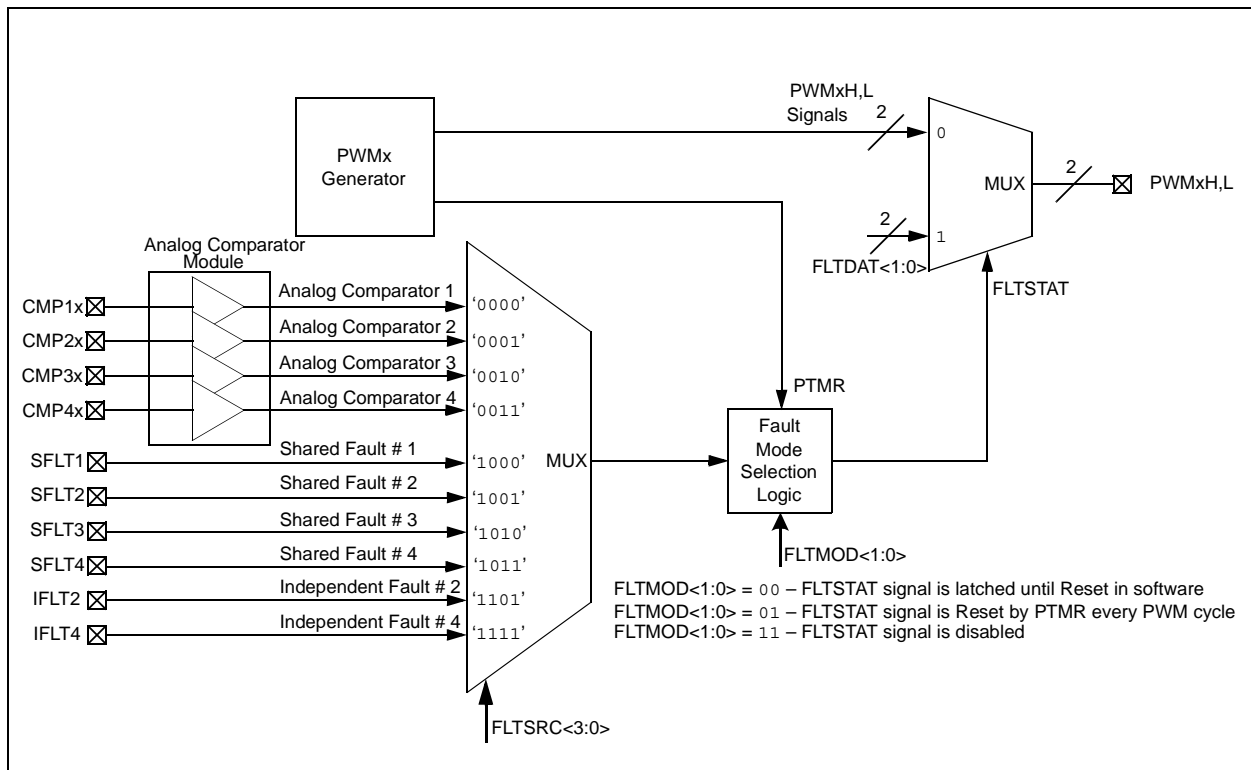 PWMxH,L
Signals
2
0
PWMx
Generator
MUX
2
PWMxH,L
2
1
FLTDAT<1:0>
FLTSTAT
Analog Comparator
Module
CMP1x
Analog Comparator 1
'0000'
CMP2x
Analog Comparator 2
'0001'
CMP3x
Analog Comparator 3
'0010'
CMP4x
Analog Comparator 4
'0011'
PTMR
Fault
Mode
Selection
Logic
SFLT1
Shared Fault # 1
'1000'
MUX
SFLT2
Shared Fault # 2
'1001'
SFLT3
Shared Fault # 3
'1010'
SFLT4
Shared Fault # 4
'1011'
IFLT2
Independent Fault # 2
'1101'
IFLT4
Independent Fault # 4
'1111'
FLTMOD<1:0>
FLTMOD<1:0> = 00 – FLTSTAT signal is latched until Reset in software
FLTMOD<1:0> = 01 – FLTSTAT signal is Reset by PTMR every PWM cycle
FLTMOD<1:0> = 11 – FLTSTAT signal is disabled
FLTSRC<3:0>